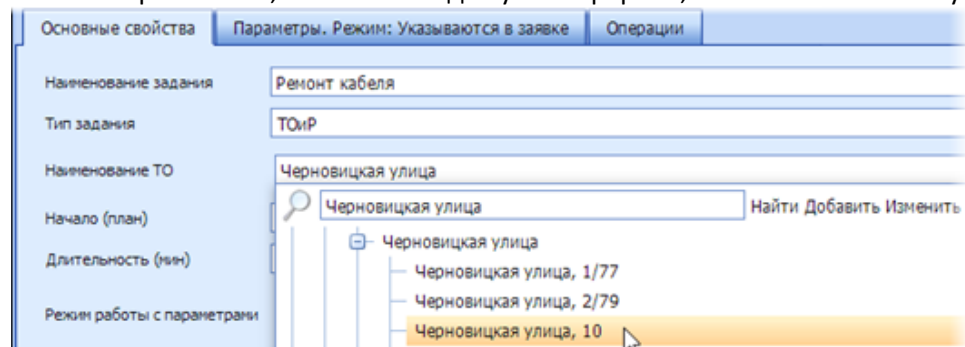 Основные свойства Параметры. Режим: Указываются в заявке Операции
Наименование задания Ремонт кабеля
Тип задания ТОиР
Наименование ТО Черновицкая улица
Черновицкая улица Найти Добавить Изменить
Начало (план)
Черновицкая улица
Длительность (мин)
Черновицкая улица, 1/77
Черновицкая улица, 2/79
Режим работы с параметрами
Черновицкая улица, 10